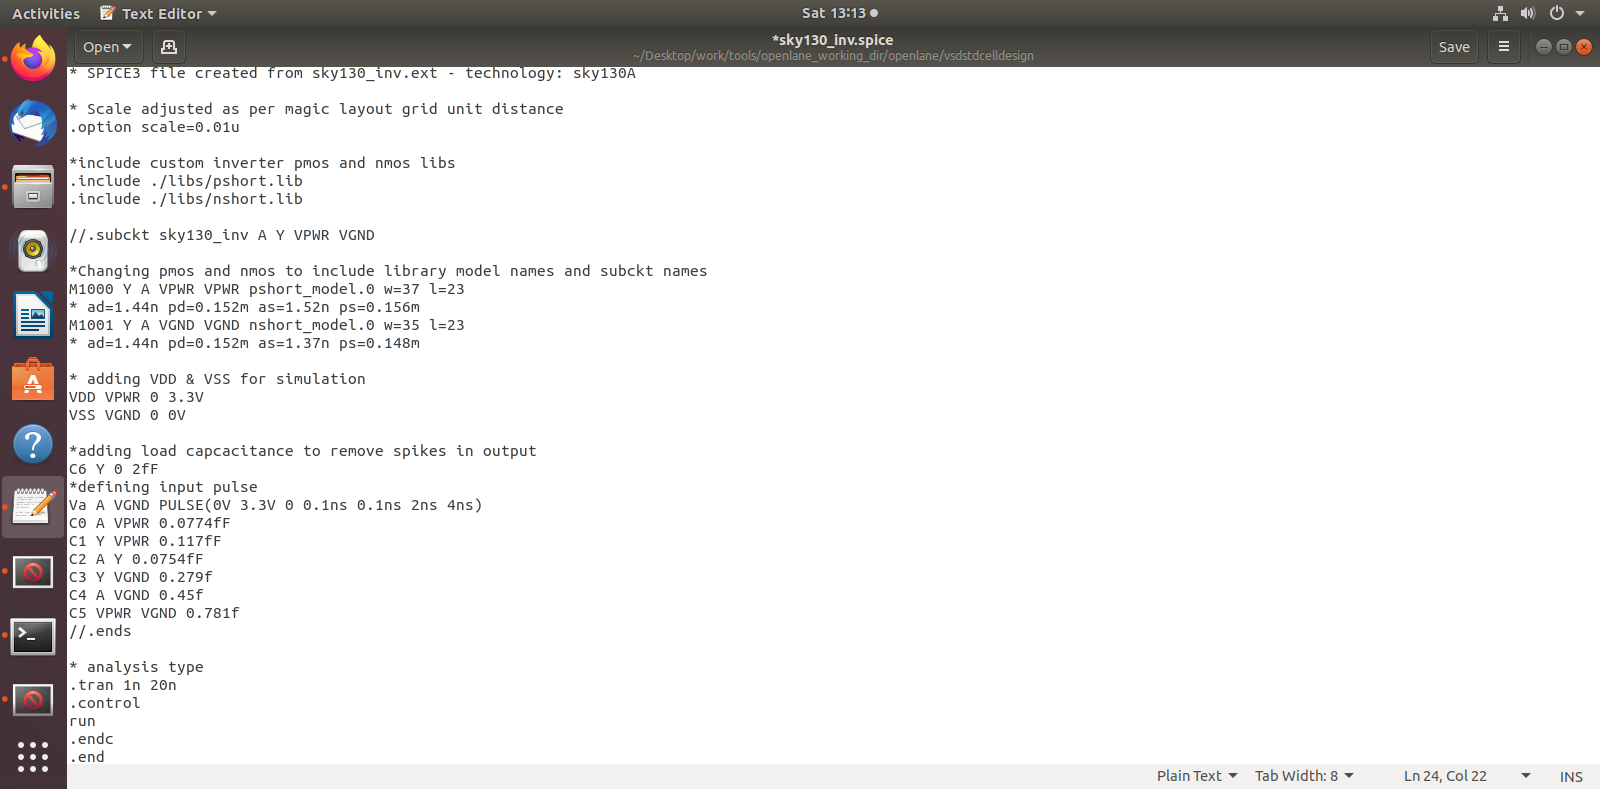 Activities Text Editor Sat 13:13
Open *sky130_inv.spice Save
~/Desktop/work/tools/openlane_working_dir/openlane/vsdstdcelldesign
* SPICE3 file created from sky130_inv.ext - technology: sky130A
* Scale adjusted as per magic layout grid unit distance
.option scale=0.01u
*include custom inverter pmos and nmos libs
.include ./libs/pshort.lib
.include ./libs/nshort.lib
//.subckt sky130_inv A Y VPWR VGND
*Changing pmos and nmos to include library model names and subckt names
M1000 Y A VPWR VPWR pshort_model.0 w=37 l=23
* ad=1.44n pd=0.152m as=1.52n ps=0.156m
M1001 Y A VGND VGND nshort_model.0 w=35 l=23
* ad=1.44n pd=0.152m as=1.37n ps=0.148m
* adding VDD & VSS for simulation
VDD VPWR 0 3.3V
VSS VGND 0 0V
*adding load capcacitance to remove spikes in output
C6 Y 0 2fF
*defining input pulse
Va A VGND PULSE(0V 3.3V 0 0.1ns 0.1ns 2ns 4ns)
C0 A VPWR 0.0774fF
C1 Y VPWR 0.117fF
C2 A Y 0.0754fF
C3 Y VGND 0.279f
C4 A VGND 0.45f
C5 VPWR VGND 0.781f
//.ends
* analysis type
.tran 1n 20n
.control
run
.endc
.end
Plain Text Tab Width: 8 Ln 24, Col 22 INS